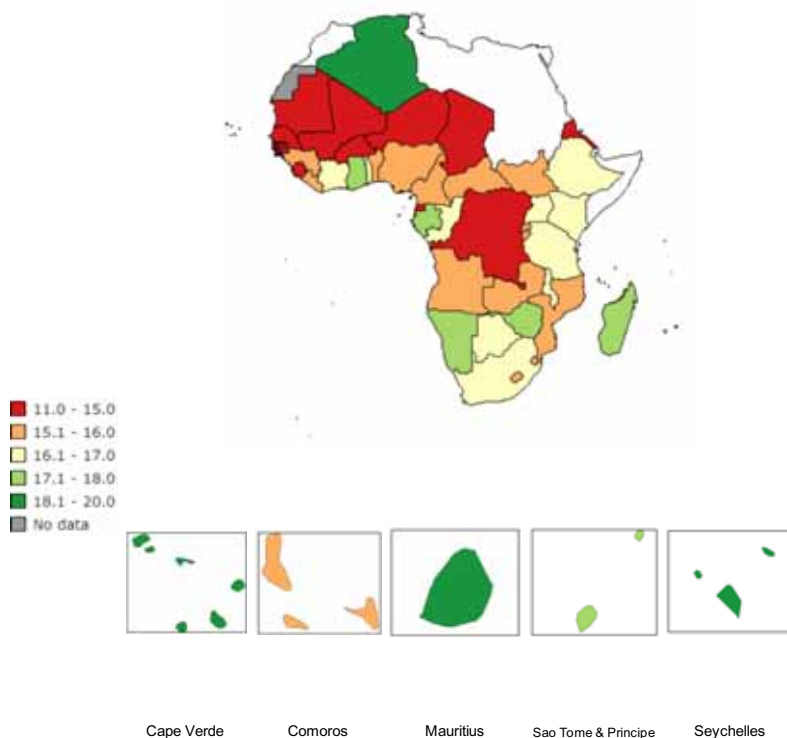 11.0 - 15.0
15.1 - 16.0
16.1 - 17.0
17.1 - 18.0
18.1 - 20.0
No data
Cape Verde
Comoros
Mauritius
Sao Tome & Principe
Seychelles